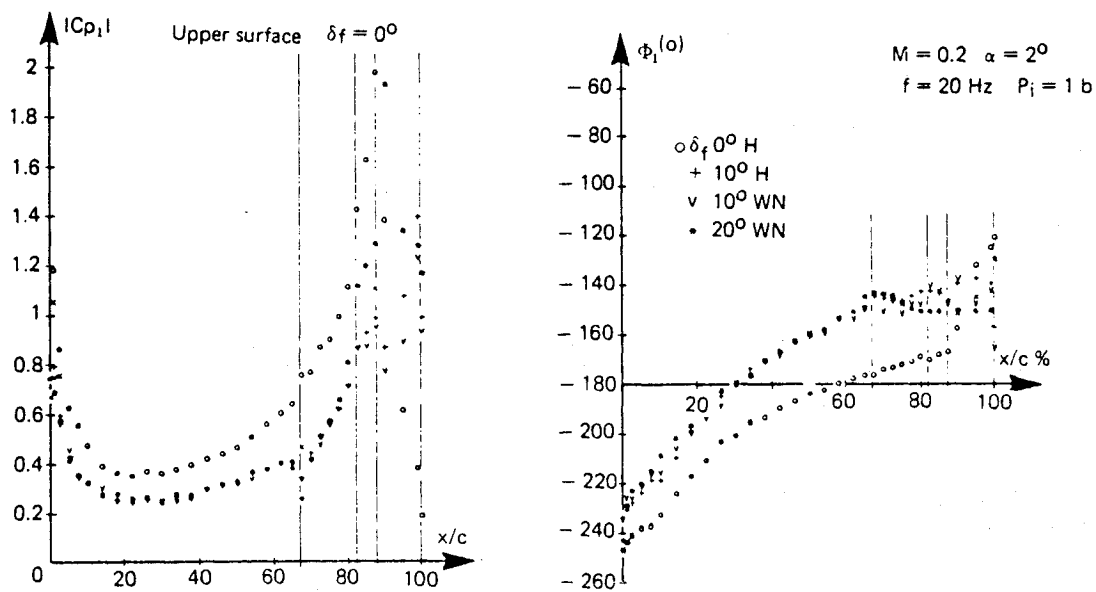 |Cp₁|
Upper surface δf = 0°
2
1.8
1.6
1.4
1.2
1
0.8
0.6
0.4
0.2
0
20
40
60
80
100
x/c
Φ₁(o)
M = 0.2 α = 2°
f = 20 Hz Pᵢ = 1 b
○ δf 0° H
+ 10° H
v 10° WN
* 20° WN
− 60
− 80
− 100
− 120
− 140
− 160
− 180
− 200
− 220
− 240
− 260
20
40
60
80
100
x/c %